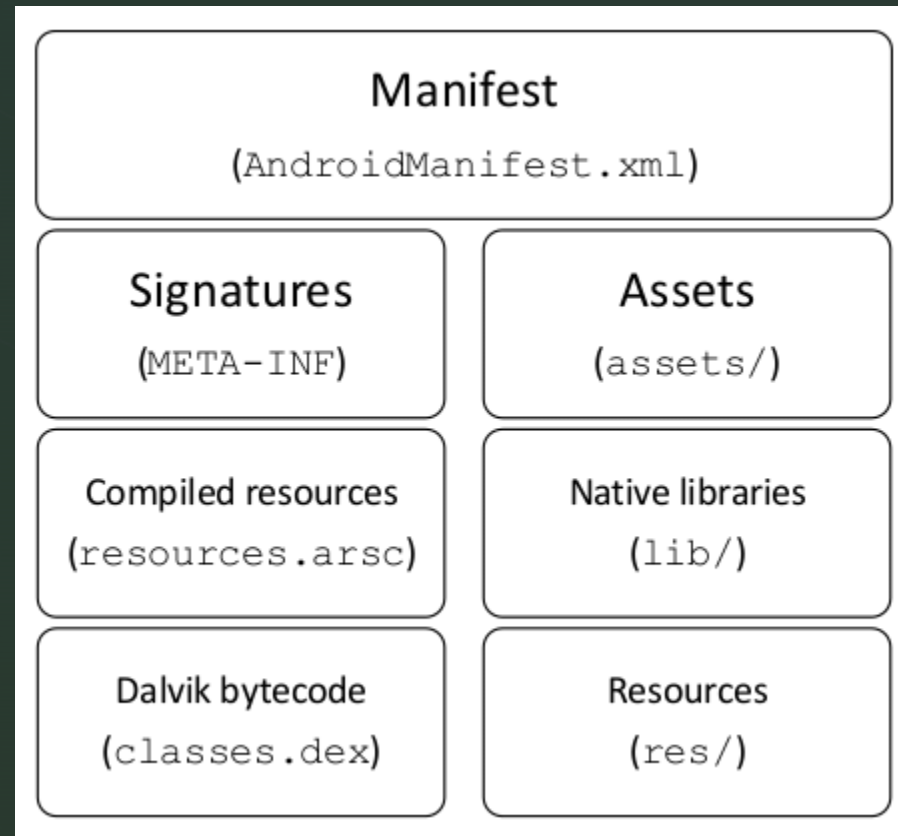 Manifest
(AndroidManifest.xml)
Signatures
(META-INF)
Assets
(assets/)
Compiled resources
(resources.arsc)
Native libraries
(lib/)
Dalvik bytecode
(classes.dex)
Resources
(res/)